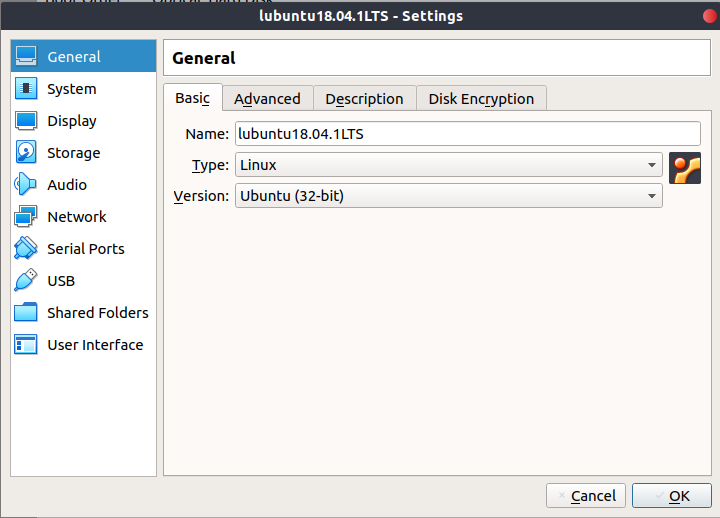 lubuntu18.04.1LTS - Settings
General
System
Display
Storage
Audio
Network
Serial Ports
USB
Shared Folders
User Interface
General
Basic Advanced Description Disk Encryption
Name: lubuntu18.04.1LTS
Type: Linux
Version: Ubuntu (32-bit)
Cancel OK